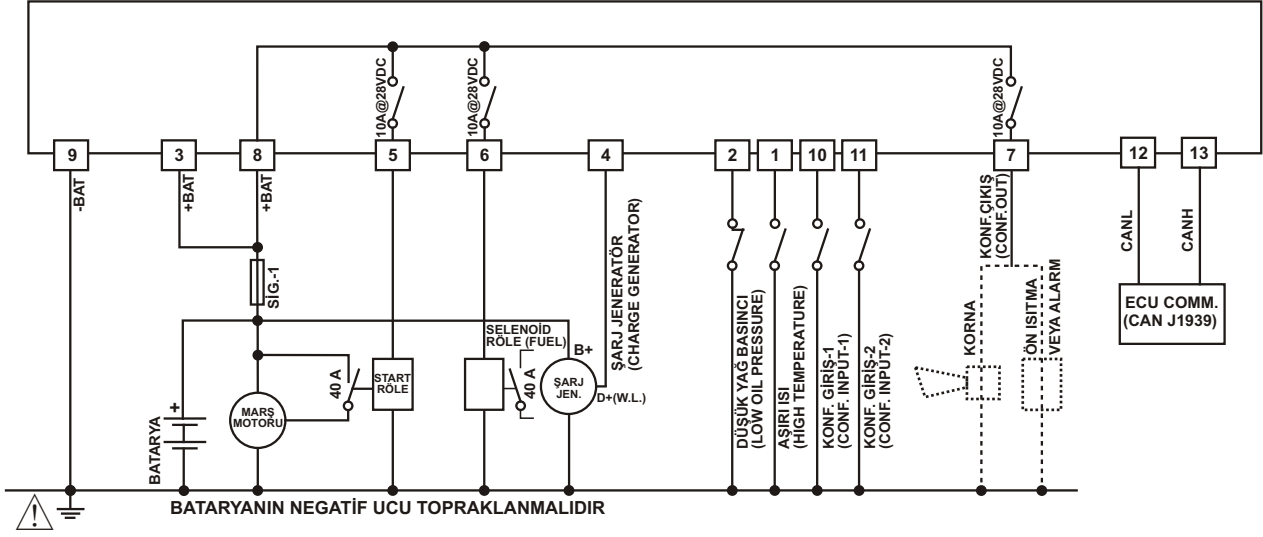 10A@28VDC
10A@28VDC
10A@28VDC
9
3
8
5
6
4
2
1
10
11
7
12
13
-BAT
+BAT
+BAT
SİG.-1
ŞARJ JENERATÖR
(CHARGE GENERATOR)
DÜŞÜK YAĞ BASINCI
(LOW OIL PRESSURE)
AŞIRI ISI
(HIGH TEMPERATURE)
KONF. GİRİŞ-1
(CONF. INPUT-1)
KONF. GİRİŞ-2
(CONF. INPUT-2)
KONF.ÇIKIŞ
(CONF.OUT)
KORNA
ÖN ISITMA
VEYA ALARM
CANL
CANH
ECU COMM.
(CAN J1939)
SELENOİD
RÖLE (FUEL)
B+
40 A
START
RÖLE
40 A
ŞARJ
JEN.
D+(W.L.)
+
MARŞ
MOTORU
BATARYA
BATARYANIN NEGATİF UCU TOPRAKLANMALIDIR
!